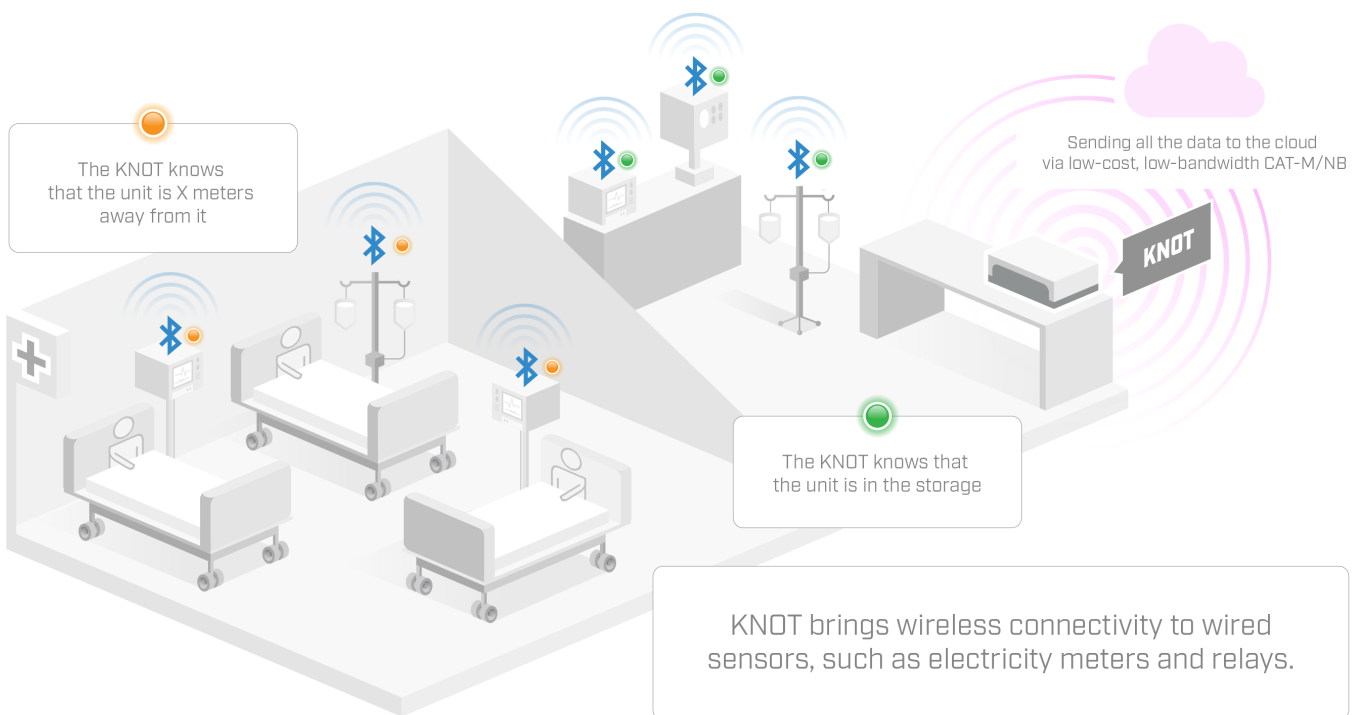 The KNOT knows
that the unit is X meters
away from it
Sending all the data to the cloud
via low-cost, low-bandwidth CAT-M/NB
KNOT
The KNOT knows that
the unit is in the storage
KNOT brings wireless connectivity to wired
sensors, such as electricity meters and relays.